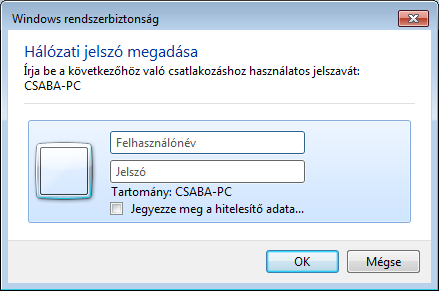 Windows rendszerbiztonság
Hálózati jelszó megadása
Írja be a következőhöz való csatlakozáshoz használatos jelszavát:
CSABA-PC
Felhasználónév
Jelszó
Tartomány: CSABA-PC
Jegyezze meg a hitelesítő adata...
OK
Mégse